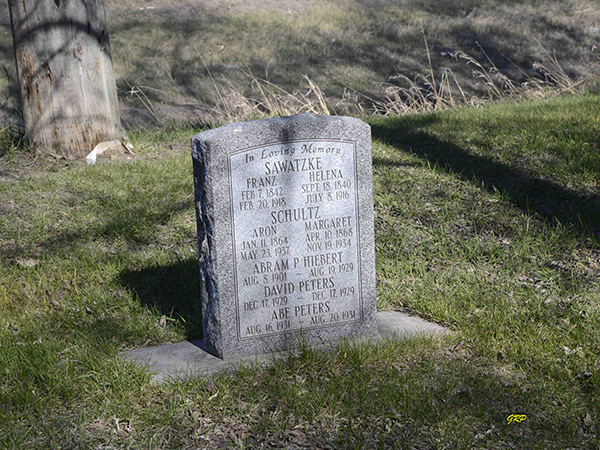 In Loving Memory
SAWATZKE
FRANZ HELENA
FEB. 7, 1842 SEPT. 18, 1840
FEB. 20, 1918 JULY 8, 1916
SCHULTZ
ARON MARGARET
JAN. 11, 1864 APR. 10, 1868
MAY 23, 1937 NOV. 19, 1934
ABRAM P. HIEBERT
AUG. 8, 1901 – AUG. 19, 1929
DAVID PETERS
DEC. 17, 1929 – DEC. 17, 1929
ABE PETERS
AUG. 16, 1931 – AUG. 20, 1931
GRP